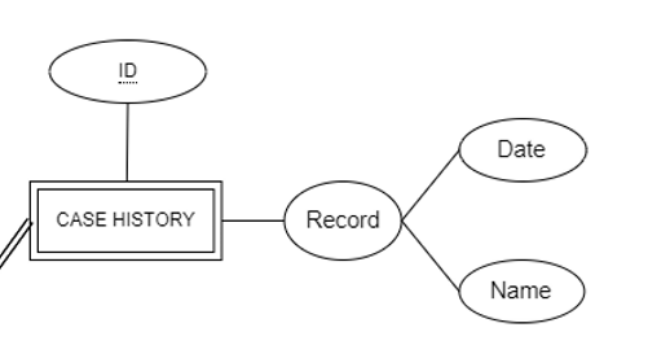 ID
CASE HISTORY
Record
Date
Name